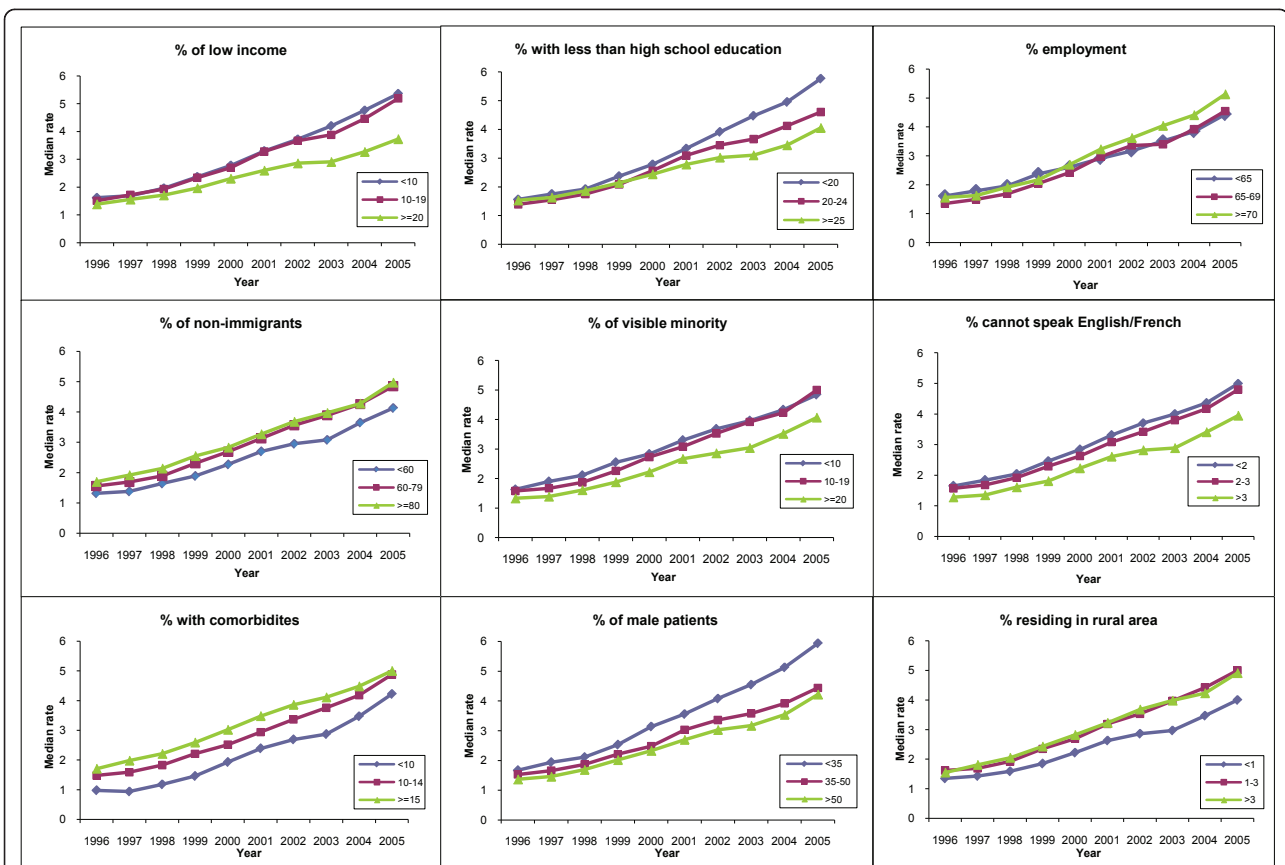 % of low income
Median rate
6
5
4
3
2
1
0
1996 1997 1998 1999 2000 2001 2002 2003 2004 2005
Year
<10
10-19
>=20
% with less than high school education
Median rate
6
5
4
3
2
1
0
1996 1997 1998 1999 2000 2001 2002 2003 2004 2005
Year
<20
20-24
>=25
% employment
Median rate
6
5
4
3
2
1
0
1996 1997 1998 1999 2000 2001 2002 2003 2004 2005
Year
<65
65-69
>=70
% of non-immigrants
Median rate
6
5
4
3
2
1
0
1996 1997 1998 1999 2000 2001 2002 2003 2004 2005
Year
<60
60-79
>=80
% of visible minority
Median rate
6
5
4
3
2
1
0
1996 1997 1998 1999 2000 2001 2002 2003 2004 2005
Year
<10
10-19
>=20
% cannot speak English/French
Median rate
6
5
4
3
2
1
0
1996 1997 1998 1999 2000 2001 2002 2003 2004 2005
Year
<2
2-3
>3
% with comorbidites
Median rate
6
5
4
3
2
1
0
1996 1997 1998 1999 2000 2001 2002 2003 2004 2005
Year
<10
10-14
>=15
% of male patients
Median rate
6
5
4
3
2
1
0
1996 1997 1998 1999 2000 2001 2002 2003 2004 2005
Year
<35
35-50
>50
% residing in rural area
Median rate
6
5
4
3
2
1
0
1996 1997 1998 1999 2000 2001 2002 2003 2004 2005
Year
<1
1-3
>3